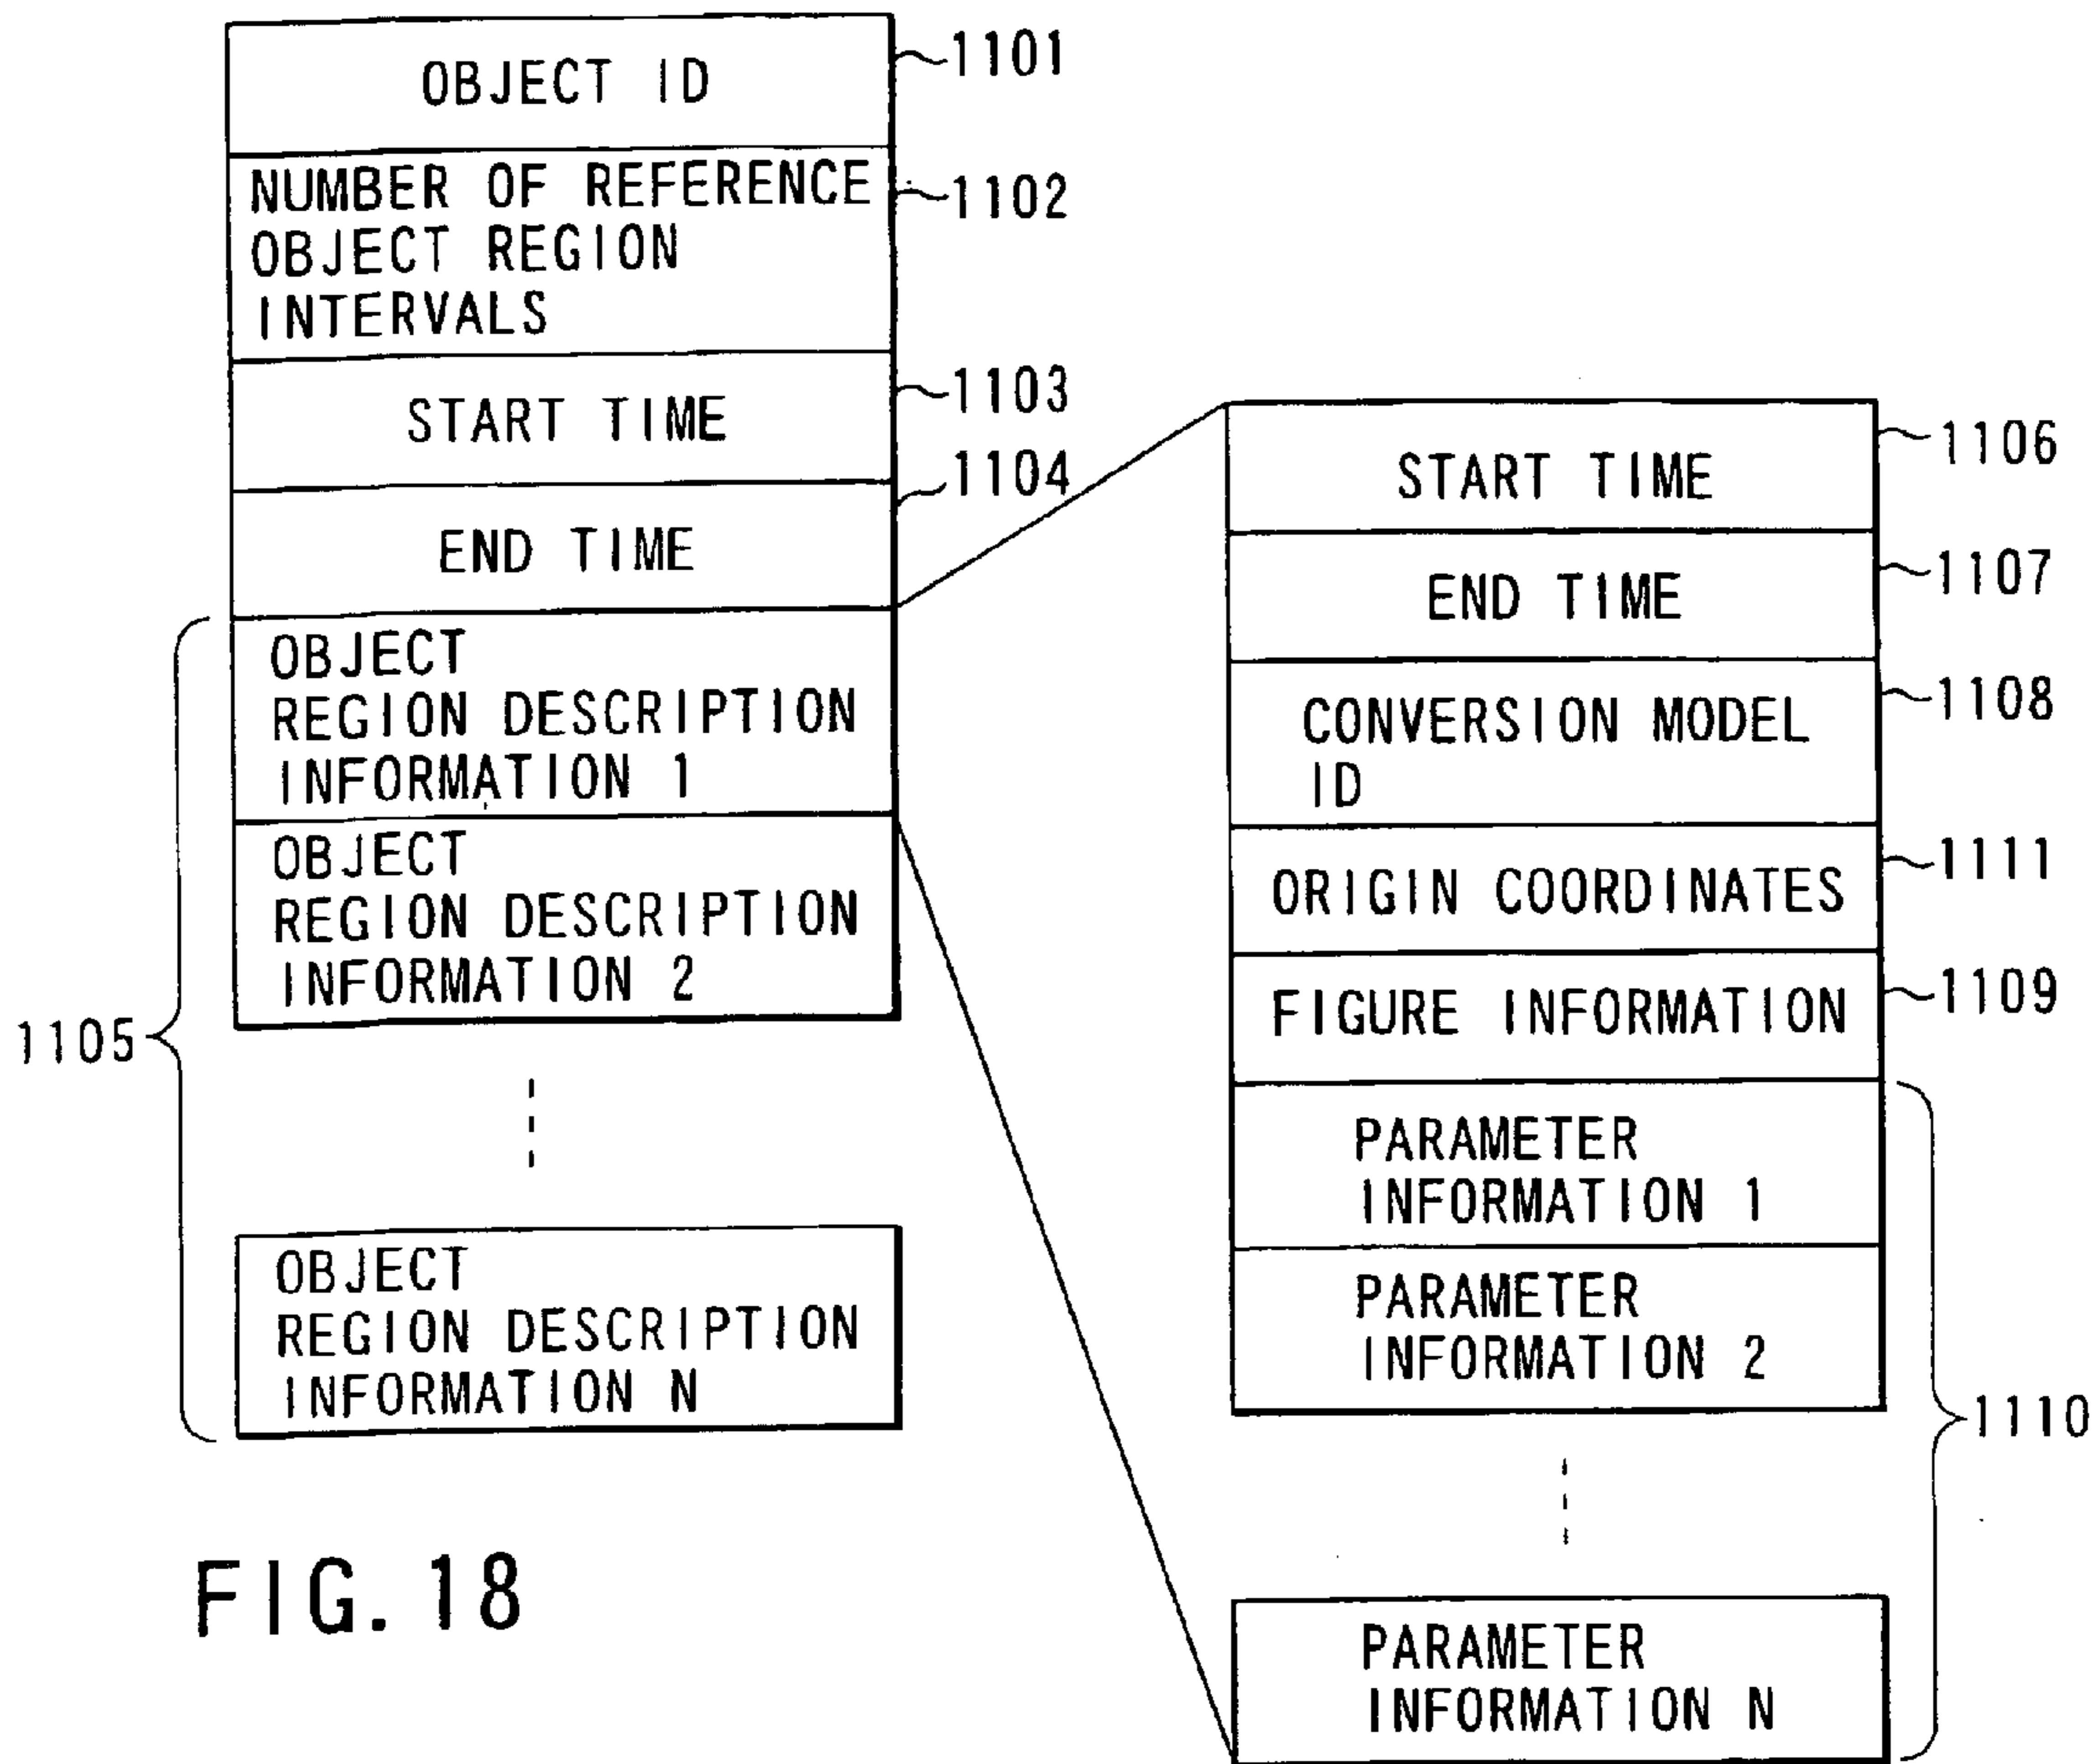 OBJECT ID
1101
NUMBER OF REFERENCE
OBJECT REGION
INTERVALS
1102
START TIME
1103
END TIME
1104
OBJECT
REGION DESCRIPTION
INFORMATION 1
OBJECT
REGION DESCRIPTION
INFORMATION 2
1105
OBJECT
REGION DESCRIPTION
INFORMATION N
START TIME
1106
END TIME
1107
CONVERSION MODEL
ID
1108
ORIGIN COORDINATES
1111
FIGURE INFORMATION
1109
PARAMETER
INFORMATION 1
PARAMETER
INFORMATION 2
1110
PARAMETER
INFORMATION N
FIG. 18